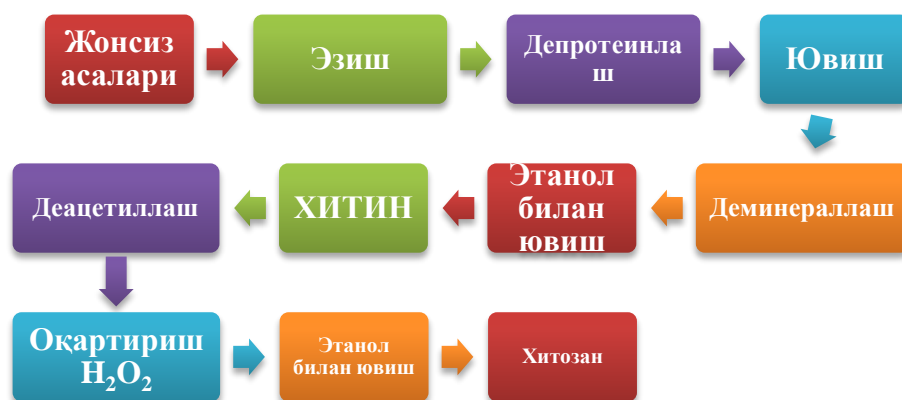 Жонсиз
асалари
Эзиш
Депротеинла
ш
Ювиш
Деминераллаш
Этанол
билан
ювиш
ХИТИН
Деацетиллаш
Оқартириш
H₂O₂
Этанол
билан ювиш
Хитозан